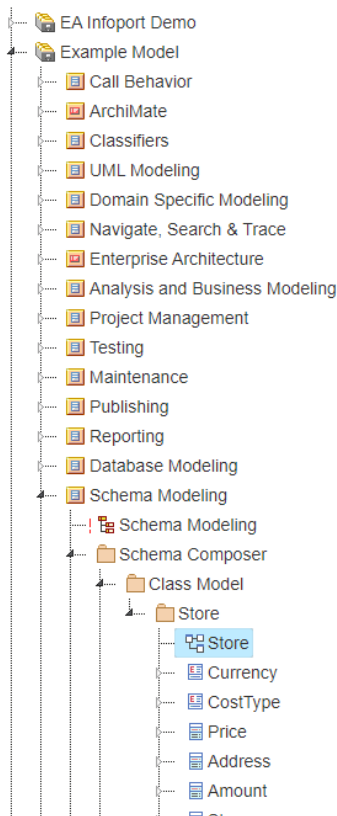 EA Infoport Demo
Example Model
Call Behavior
ArchiMate
Classifiers
UML Modeling
Domain Specific Modeling
Navigate, Search & Trace
Enterprise Architecture
Analysis and Business Modeling
Project Management
Testing
Maintenance
Publishing
Reporting
Database Modeling
Schema Modeling
Schema Modeling
Schema Composer
Class Model
Store
Store
Currency
CostType
Price
Address
Amount